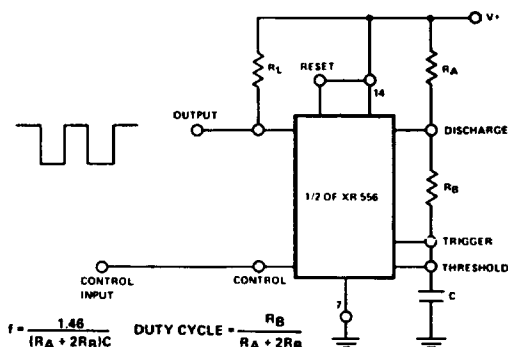 V+
RL
RESET
RA
14
OUTPUT
DISCHARGE
1/2 OF XR 556
RB
TRIGGER
THRESHOLD
CONTROL INPUT
CONTROL
7
C
f = 1.46 / (RA + 2RB)C
DUTY CYCLE = RB / RA + 2RB